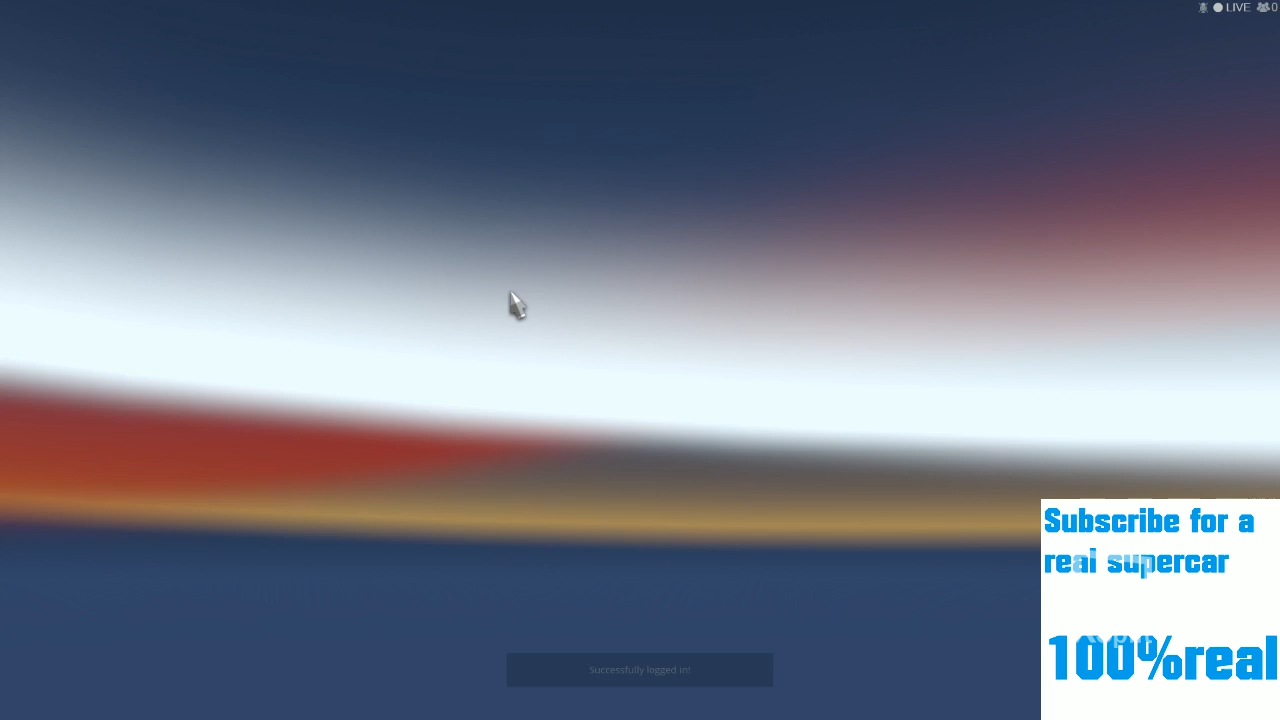 LIVE 0
Subscribe for a
real supercar
100%real
Successfully logged in!